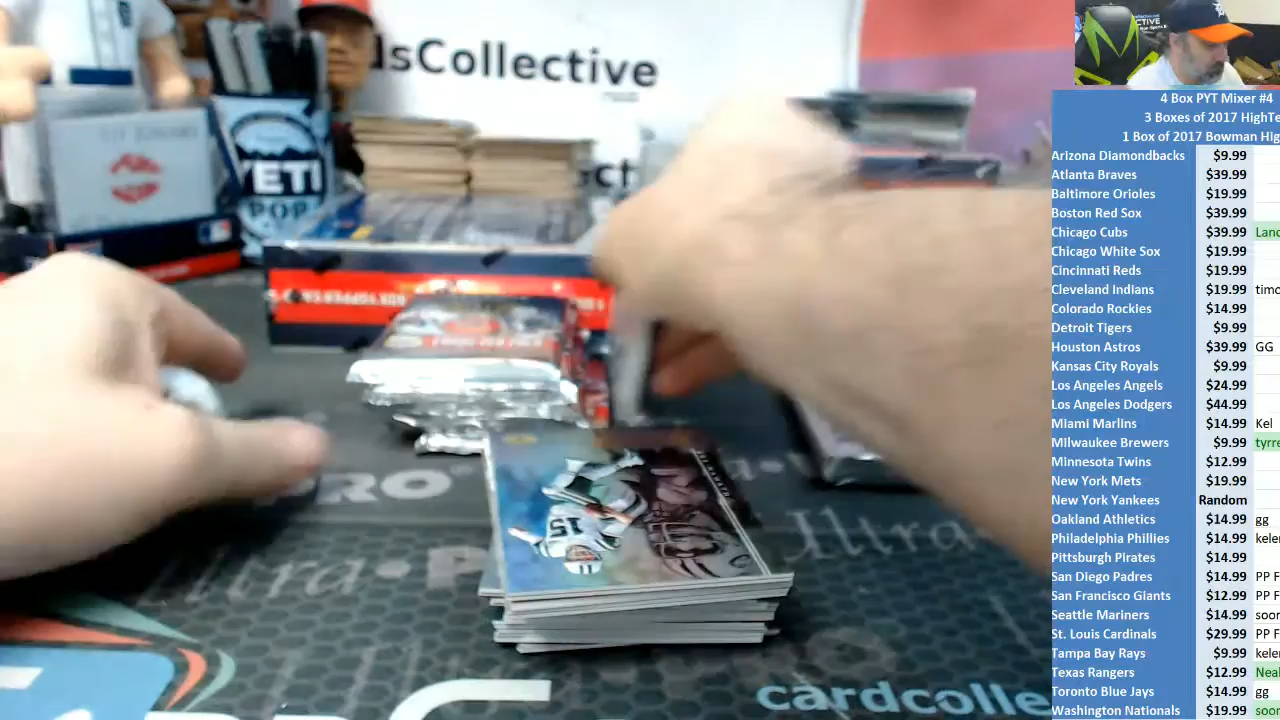 dsCollective
YETI
POP
ct
15
PRO
Ultra
Ultra-P
cardcolle
4 Box PYT Mixer #4
3 Boxes of 2017 HighTe
1 Box of 2017 Bowman Hig
Arizona Diamondbacks $9.99
Atlanta Braves $39.99
Baltimore Orioles $19.99
Boston Red Sox $39.99
Chicago Cubs $39.99 Lanc
Chicago White Sox $19.99
Cincinnati Reds $19.99
Cleveland Indians $19.99 timo
Colorado Rockies $14.99
Detroit Tigers $9.99
Houston Astros $39.99 GG
Kansas City Royals $9.99
Los Angeles Angels $24.99
Los Angeles Dodgers $44.99
Miami Marlins $14.99 Kel
Milwaukee Brewers $9.99 tyrre
Minnesota Twins $12.99
New York Mets $19.99
New York Yankees Random
Oakland Athletics $14.99 gg
Philadelphia Phillies $14.99 keler
Pittsburgh Pirates $14.99
San Diego Padres $14.99 PP F
San Francisco Giants $12.99 PP F
Seattle Mariners $14.99 soor
St. Louis Cardinals $29.99 PP F
Tampa Bay Rays $9.99 keler
Texas Rangers $12.99 Neal
Toronto Blue Jays $14.99 gg
Washington Nationals $19.99 soor